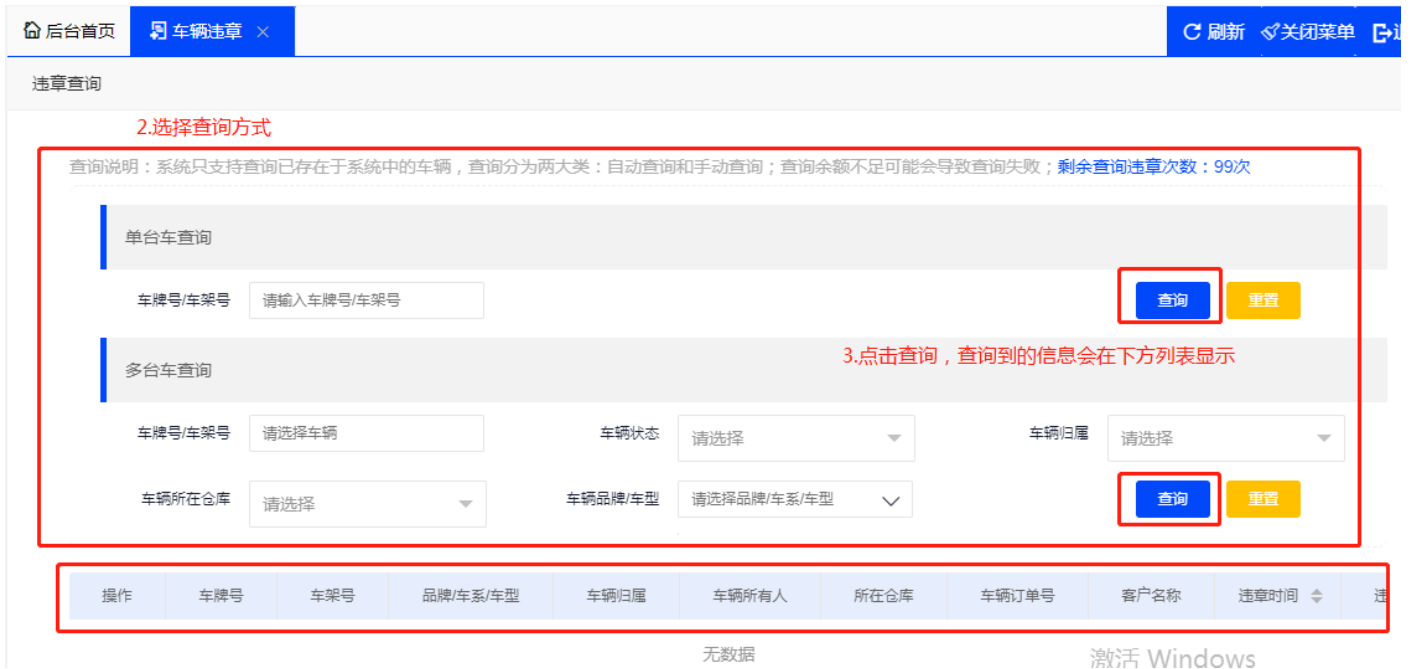 后台首页 车辆违章 × 刷新 关闭菜单
违章查询
2.选择查询方式
查询说明：系统只支持查询已存在于系统中的车辆，查询分为两大类：自动查询和手动查询；查询余额不足可能会导致查询失败；剩余查询违章次数：99次
单台车查询
车牌号/车架号 请输入车牌号/车架号 查询 重置
3.点击查询，查询到的信息会在下方列表显示
多台车查询
车牌号/车架号 请选择车辆 车辆状态 请选择 车辆归属 请选择
车辆所在仓库 请选择 车辆品牌/车型 请选择品牌/车系/车型 查询 重置
操作 车牌号 车架号 品牌/车系/车型 车辆归属 车辆所有人 所在仓库 车辆订单号 客户名称 违章时间 违
无数据
激活 Windows